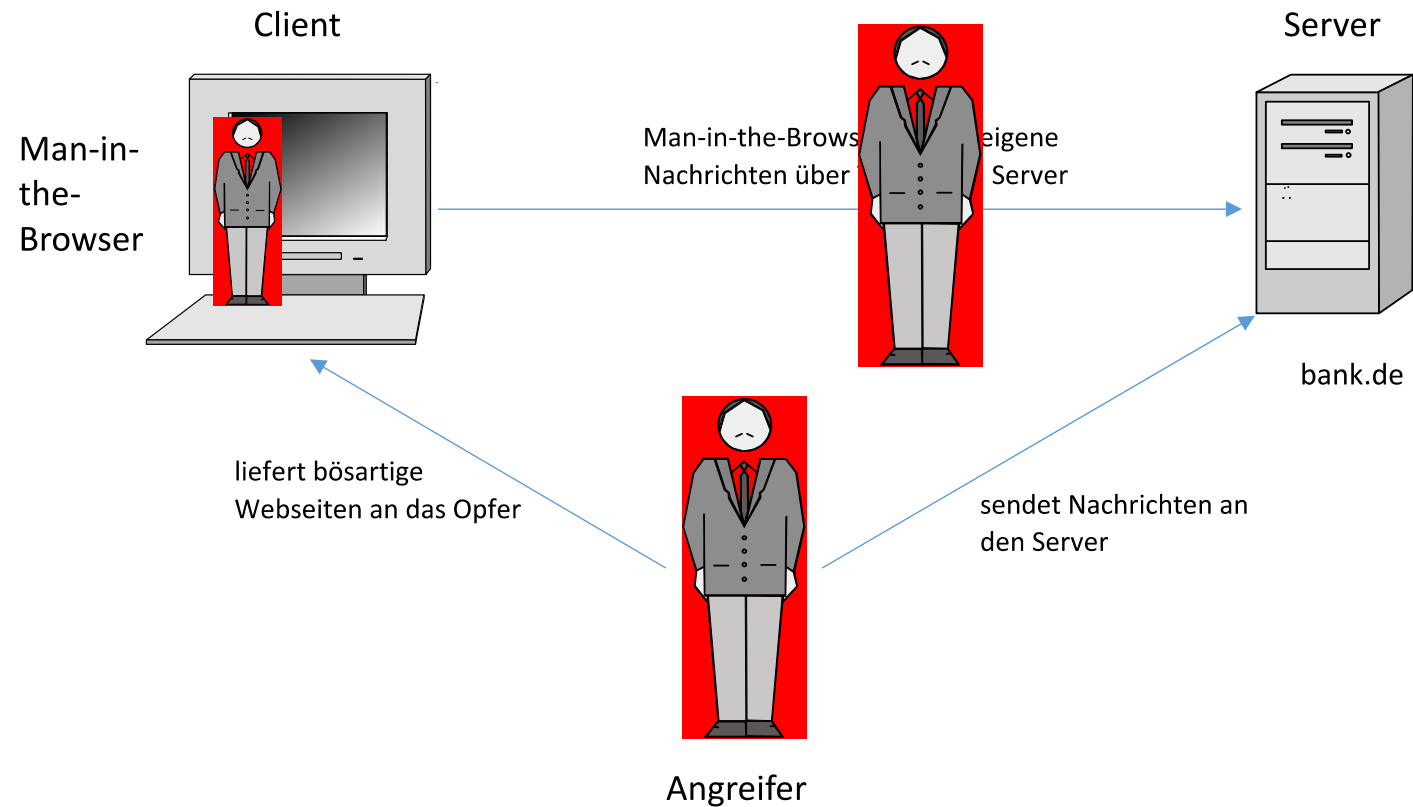 Client
Server
Man-in-
the-
Browser
Man-in-the-Brows eigene
Nachrichten über Server
bank.de
liefert bösartige
Webseiten an das Opfer
sendet Nachrichten an
den Server
Angreifer